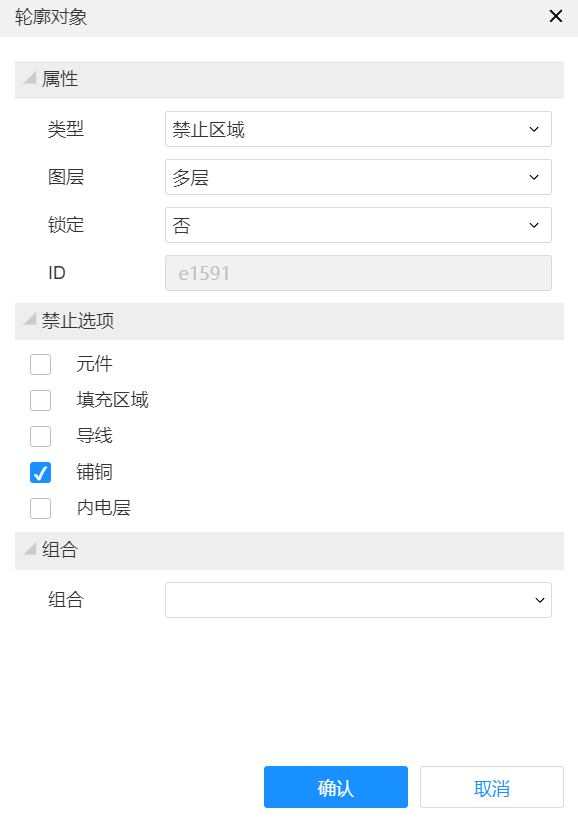 轮廓对象
属性
类型 禁止区域
图层 多层
锁定 否
ID e1591
禁止选项
元件
填充区域
导线
铺铜
内电层
组合
组合
确认 取消